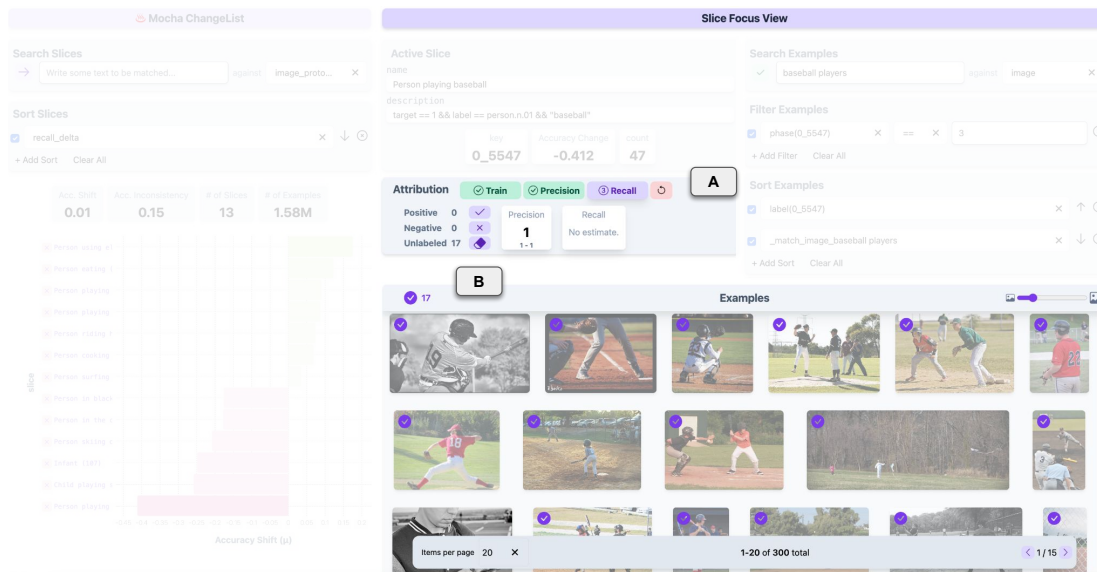 Mocha ChangeList
Search Slices
Write some text to be matched...
against
image_proto...
Sort Slices
recall_delta
+ Add Sort
Clear All
Acc. Shift
0.01
Acc. Inconsistency
0.15
# of Slices
13
# of Examples
1.58M
slice
Accuracy Shift (μ)
Slice Focus View
Active Slice
name
Person playing baseball
description
target == 1 && label == person.n.01 && "baseball"
key
0_5547
Accuracy Change
-0.412
count
47
Attribution
Train
Precision
3 Recall
A
Positive 0
Negative 0
Unlabeled 17
Precision
1
1 - 1
Recall
No estimate.
Search Examples
baseball players
against
image
Filter Examples
phase(0_5547)
==
3
+ Add Filter
Clear All
Sort Examples
label(0_5547)
_match_image_baseball players
+ Add Sort
Clear All
B
17
Examples
19
22
18
Items per page 20
1-20 of 300 total
1 / 15